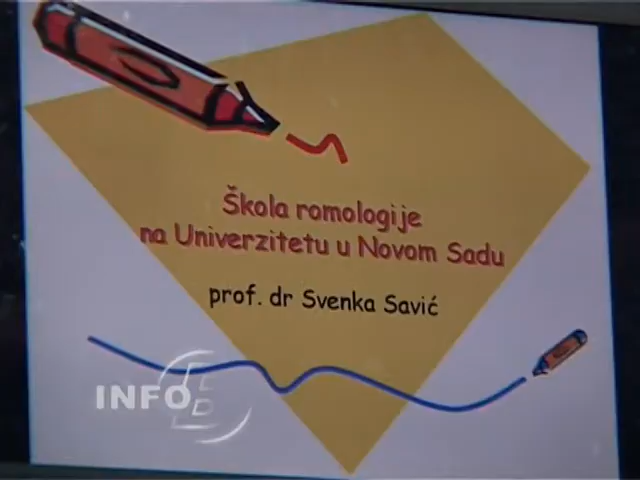 Škola romologije
na Univerzitetu u Novom Sadu
prof. dr Svenka Savić
INFO